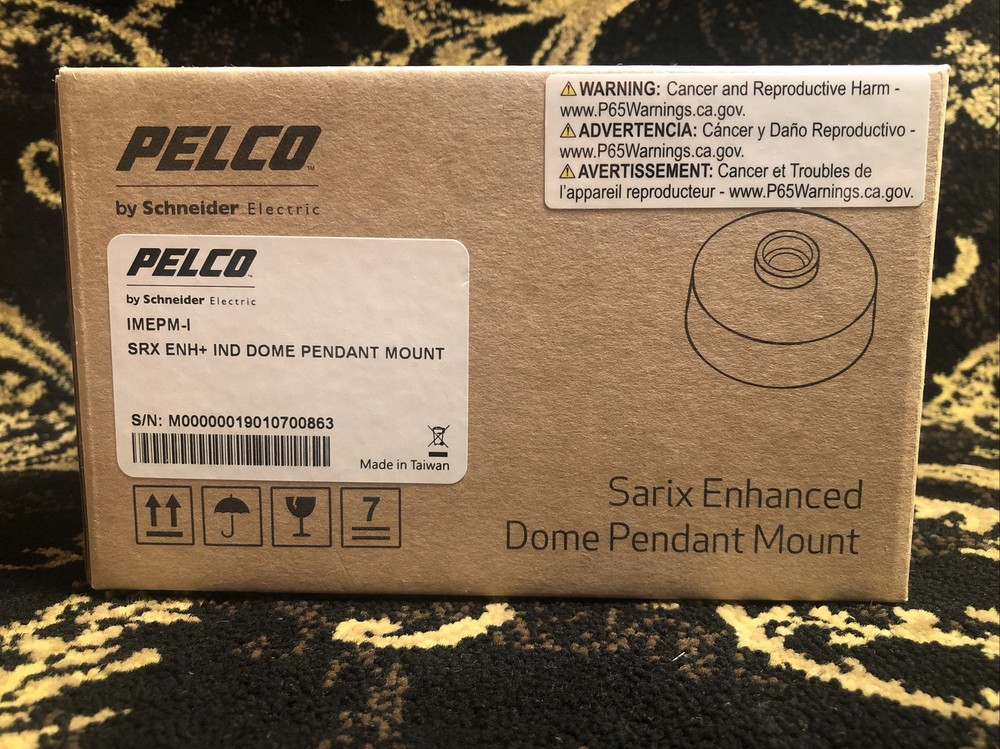 PELCO™
by Schneider Electric
⚠ WARNING: Cancer and Reproductive Harm -
www.P65Warnings.ca.gov.
⚠ ADVERTENCIA: Cáncer y Daño Reproductivo -
www.P65Warnings.ca.gov.
⚠ AVERTISSEMENT: Cancer et Troubles de
l'appareil reproducteur - www.P65Warnings.ca.gov.
PELCO™
by Schneider Electric
IMEPM-I
SRX ENH+ IND DOME PENDANT MOUNT
S/N: M00000019010700863
Made in Taiwan
7
Sarix Enhanced
Dome Pendant Mount